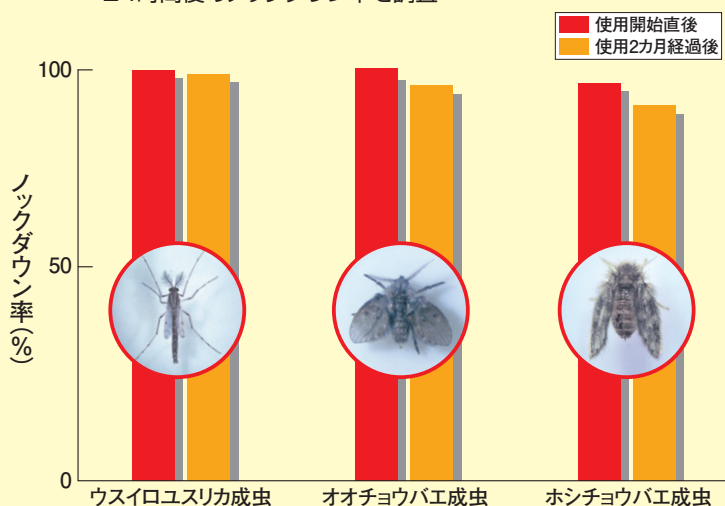 使用開始直後
使用2カ月経過後
100
50
0
ノックダウン率(%)
ウスイロユスリカ成虫
オオチョウバエ成虫
ホシチョウバエ成虫